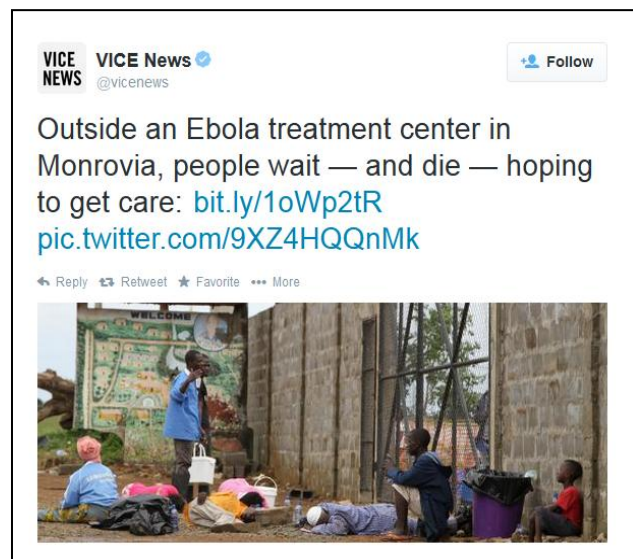 VICE
NEWS
VICE News
@vicenews
Follow
Outside an Ebola treatment center in
Monrovia, people wait — and die — hoping
to get care: bit.ly/1oWp2tR
pic.twitter.com/9XZ4HQQnMk
Reply Retweet Favorite More
WELCOME